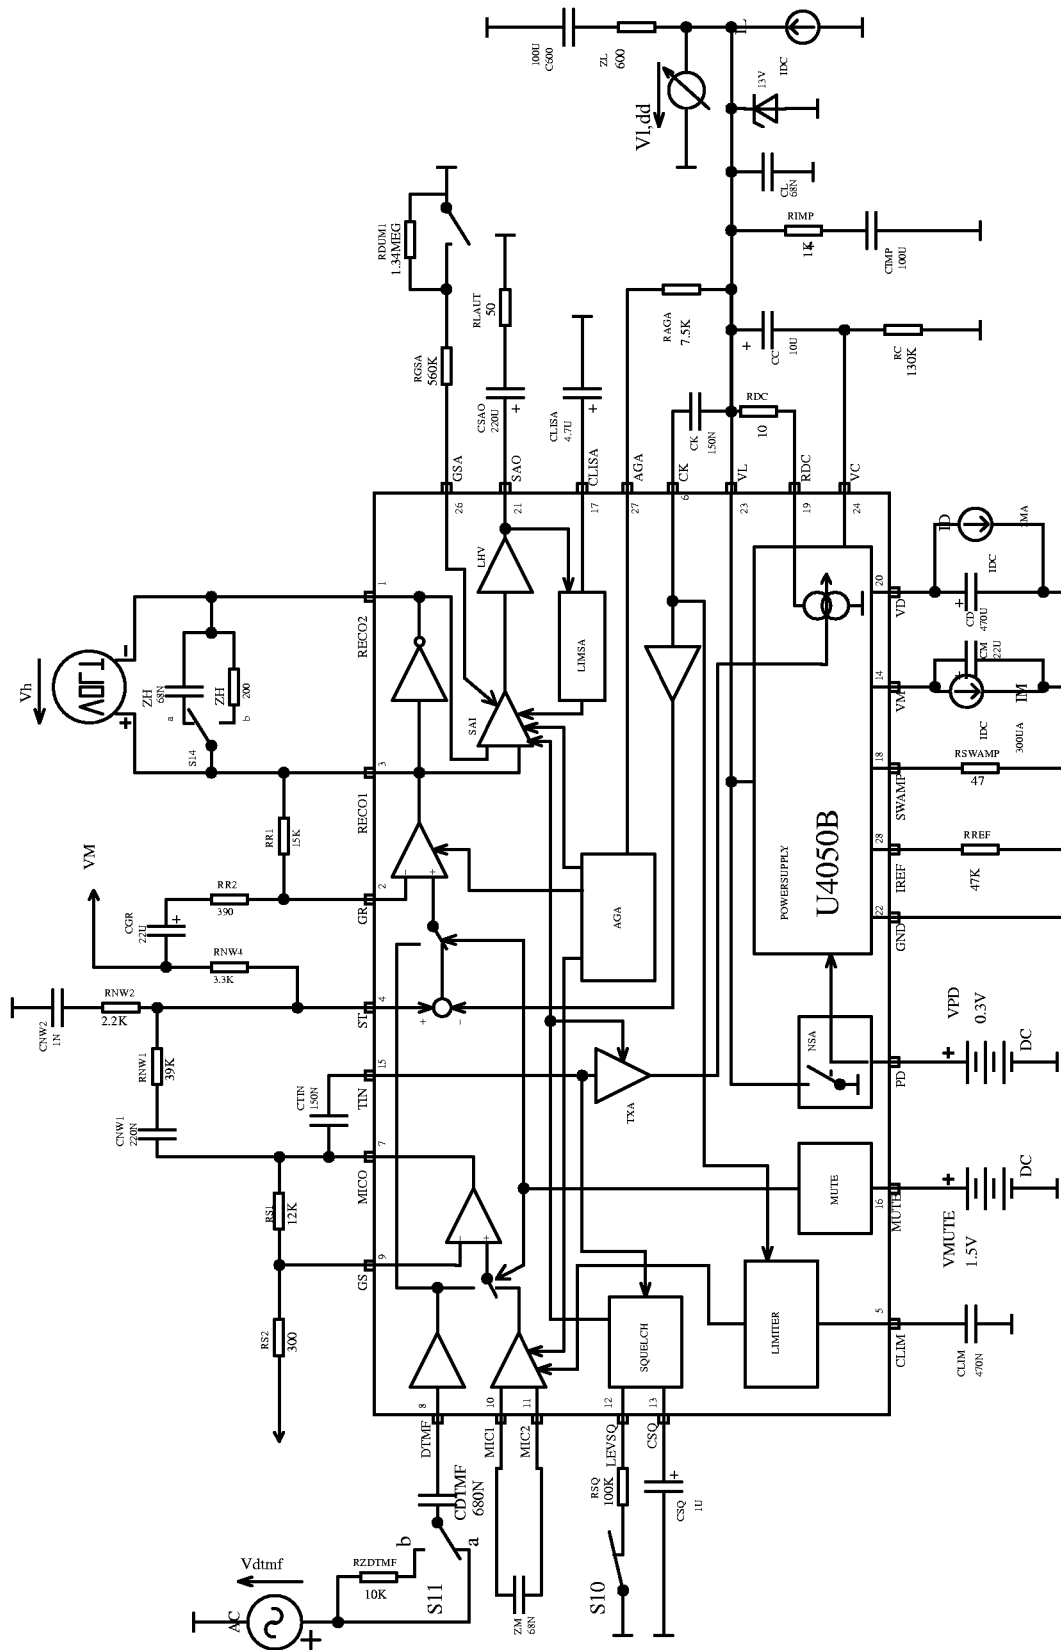 100U
C600
ZL
600
IL
IDC
Vl,dd
13V
CL
68N
RIMP
1K
CIMP
100U
RDUM1
1.34MEG
RLAUT
50
RGSA
560K
CSAO
220U
+
CLISA
4.7U
+
RAGA
7.5K
+
CC
10U
RC
130K
CK
150N
RDC
10
GSA
SAO
CLISA
AGA
CK
VL
RDC
VC
26
21
17
27
6
23
19
24
Vh
VOLT
+
-
ZH
68N
ZH
200
a
b
S14
RECO2
1
RECO1
3
RR1
15K
VM
RR2
390
CGR
22U
+
RNW4
3.3K
GR
2
CNW2
1N
RNW2
2.2K
RNW1
39K
CNW1
220N
CTIN
150N
ST
4
TIN
15
MICO
7
RS1
12K
GS
9
RS2
300
LHV
LIMSA
SAI
AGA
-
+
+
-
TXA
-
+
SQUELCH
LIMITER
MUTE
NSA
POWERSUPPLY
U4050B
20
VD
14
VM
18
SWAMP
28
IREF
22
GND
PD
16
MUTE
5
CLIM
ID
IDC
+
CD
470U
CM
22U
+
IM
IDC
300UA
RSWAMP
47
RREF
47K
VPD
0.3V
+
DC
VMUTE
1.5V
+
DC
CLIM
470N
8
DTMF
10
MIC1
11
MIC2
12
LEVSQ
13
CSQ
CDTMF
680N
b
a
S11
Vdtmf
RZDTMF
10K
AC
+
ZM
68N
RSQ
100K
S10
CSQ
1U
+